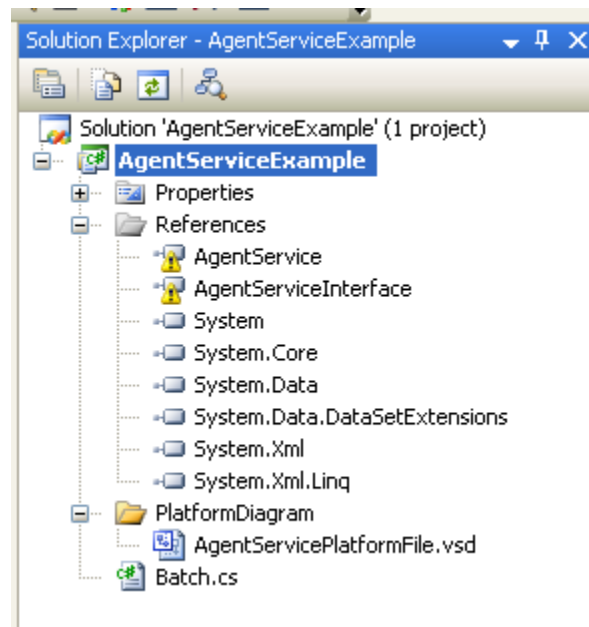 Solution Explorer - AgentServiceExample
Solution 'AgentServiceExample' (1 project)
AgentServiceExample
Properties
References
AgentService
AgentServiceInterface
System
System.Core
System.Data
System.Data.DataSetExtensions
System.Xml
System.Xml.Linq
PlatformDiagram
AgentServicePlatformFile.vsd
Batch.cs